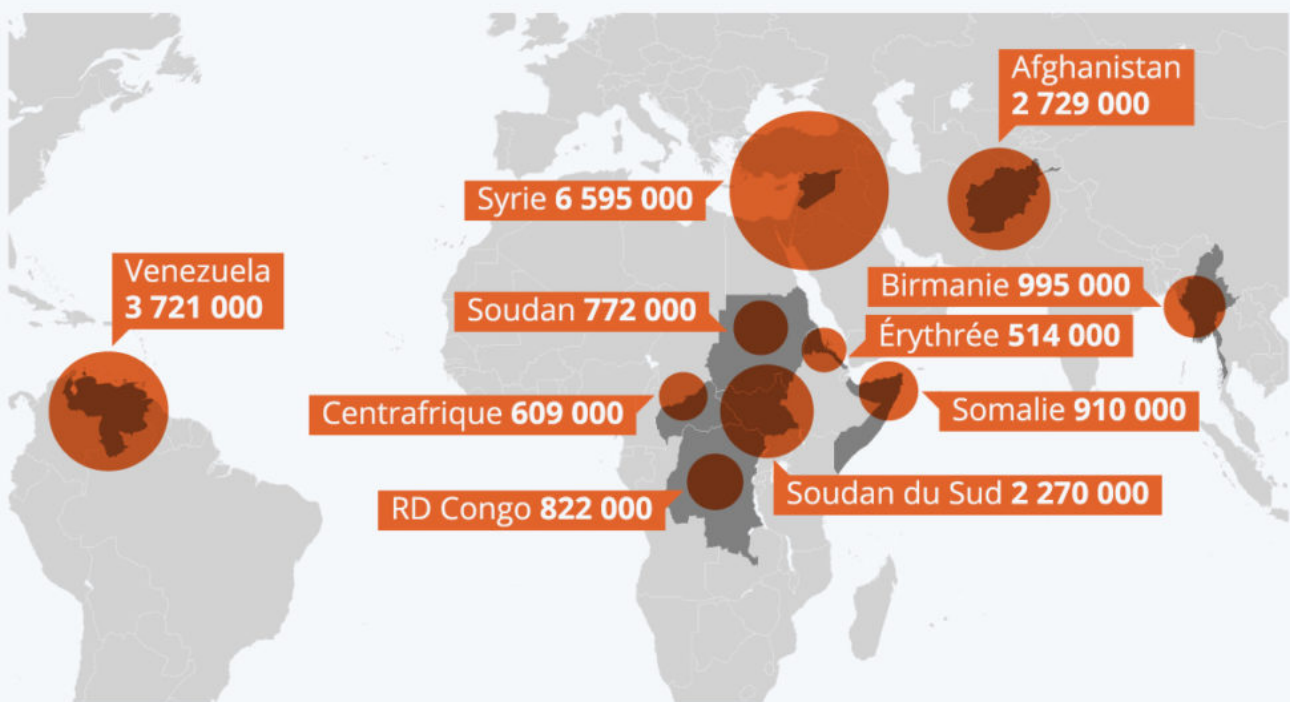 Afghanistan
2 729 000
Syrie 6 595 000
Venezuela
3 721 000
Birmanie 995 000
Soudan 772 000
Érythrée 514 000
Centrafrique 609 000
Somalie 910 000
RD Congo 822 000
Soudan du Sud 2 270 000